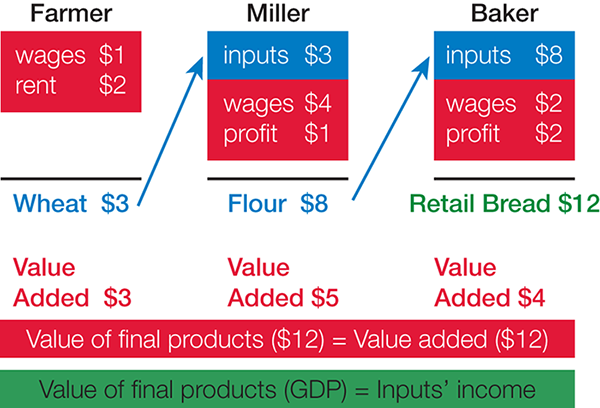 Farmer
wages $1
rent $2
Wheat $3
Value
Added $3
Miller
inputs $3
wages $4
profit $1
Flour $8
Value
Added $5
Baker
inputs $8
wages $2
profit $2
Retail Bread $12
Value
Added $4
Value of final products ($12) = Value added ($12)
Value of final products (GDP) = Inputs' income